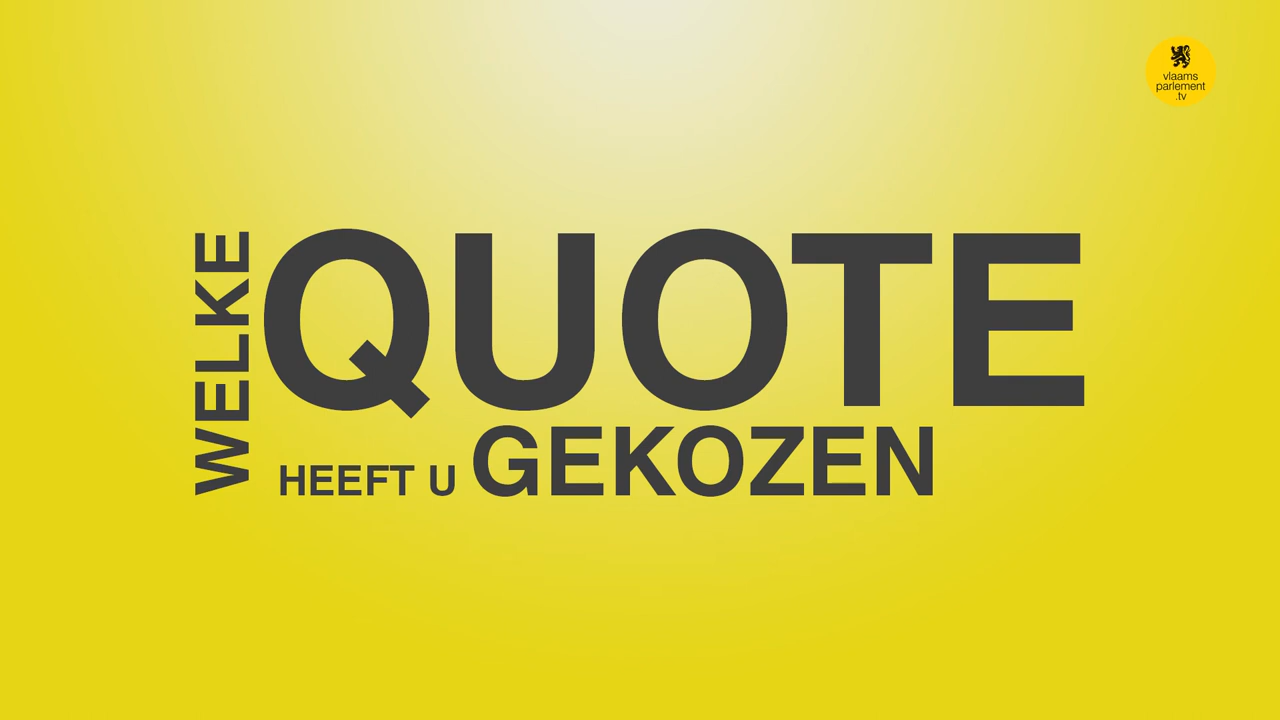 WELKE
QUOTE
HEEFT U GEKOZEN
vlaams
parlement
.tv